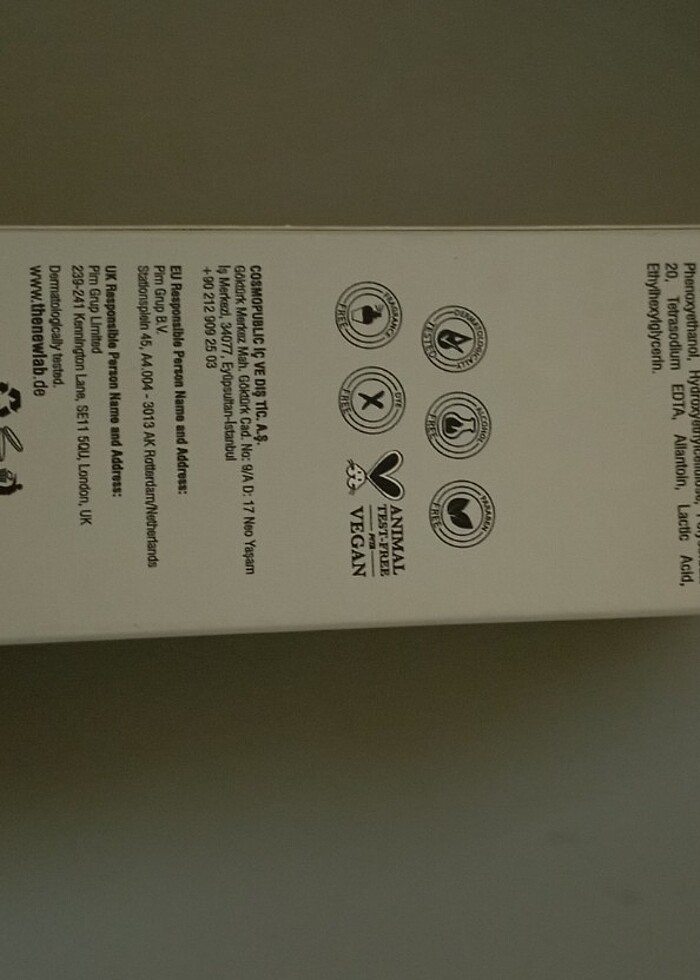 Phenoxyethanol, Hydroxyethylcellulose,
20, Tetrasodium EDTA, Allantoin, Lactic Acid,
Ethylhexylglycerin.
DERMATOLOGICALLY TESTED
ALCOHOL FREE
PARABEN FREE
FRAGRANCE FREE
DYE FREE
ANIMAL
TEST-FREE
PETA
VEGAN
COSMOPUBLIC İÇ VE DIŞ TİC. A.Ş.
Göktürk Merkez Mah. Göktürk Cad. No: 9/A D: 17 Neo Yaşam
İş Merkezi, 34077, Eyüpsultan-İstanbul
+90 212 909 25 03
EU Responsible Person Name and Address:
Pirn Grup B.V.
Stationsplein 45, A4.004 - 3013 AK Rotterdam/Netherlands
UK Responsible Person Name and Address:
Pirn Grup Limited
239-241 Kennington Lane, SE11 5QU, London, UK
Dermatologically tested.
www.thenewlab.de